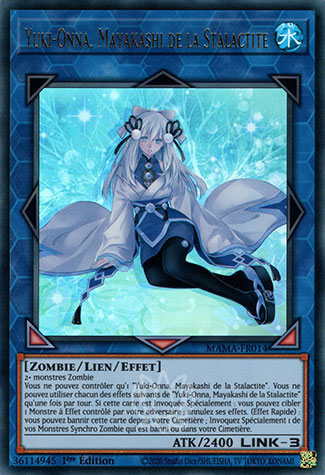 Yuki-Onna, Mayakashi de la Stalactite
水
MAMA-FR014
[Zombie/Lien/Effet]
2+ monstres Zombie
Vous ne pouvez contrôler qu'1 "Yuki-Onna, Mayakashi de la Stalactite". Vous ne
pouvez utiliser chacun des effets suivants de "Yuki-Onna, Mayakashi de la Stalactite"
qu'une fois par tour. Si cette carte est Invoquée Spécialement : vous pouvez cibler
1 Monstre à Effet contrôlé par votre adversaire ; annulez ses effets. (Effet Rapide) :
vous pouvez bannir cette carte depuis votre Cimetière ; Invoquez Spécialement 1
de vos Monstres Synchro Zombie qui est banni ou dans votre Cimetière.
ATK/2400 LINK-3
36114945 1re Edition ©2020 Studio Dice/SHUEISHA, TV TOKYO, KONAMI